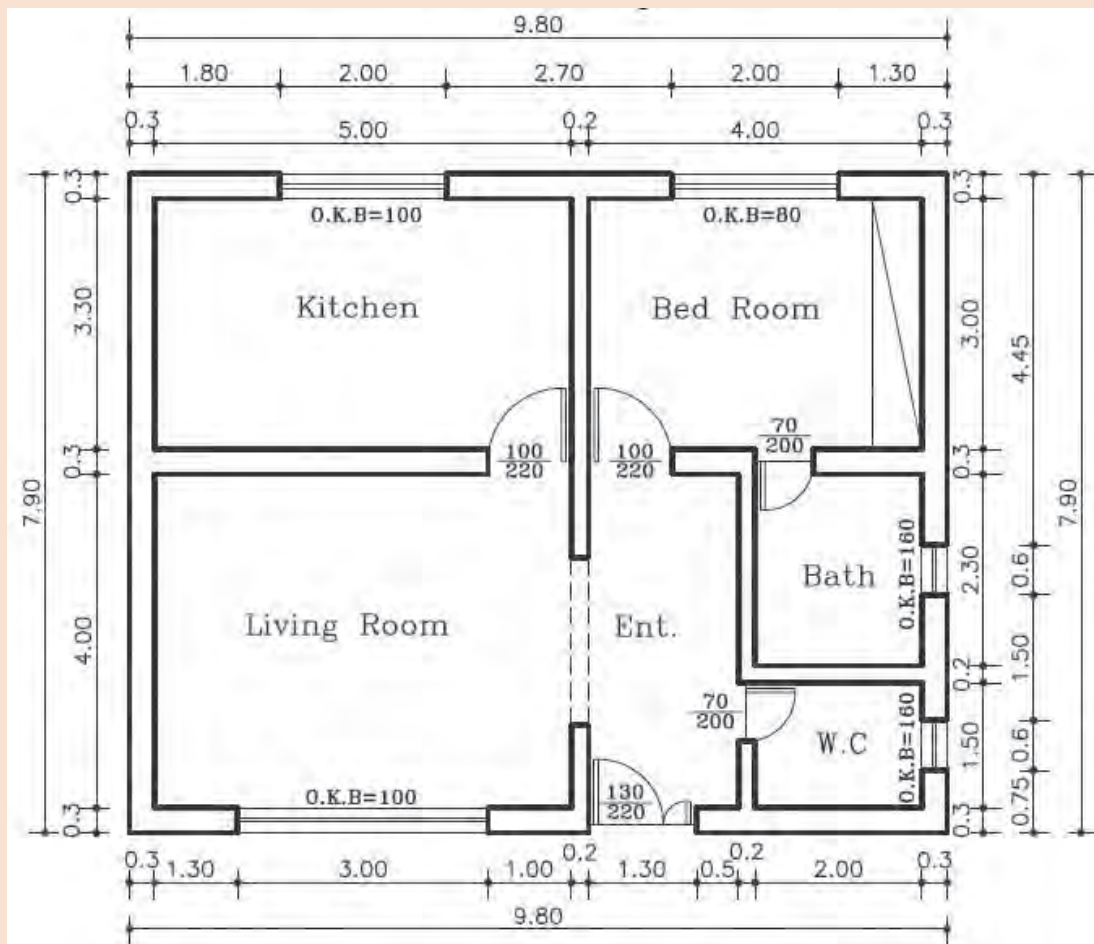 9.80
1.80 2.00 2.70 2.00 1.30
0.3 5.00 0.2 4.00 0.3
0.3 0.3
O.K.B=100 O.K.B=80
Kitchen Bed Room
3.30 3.00 4.45
100 100 70
220 220 200
0.3 0.3
7.90 7.90
Living Room Ent. Bath O.K.B=160
4.00 2.30 0.6
1.50
0.2
70
200
W.C O.K.B=160
1.50 0.6
O.K.B=100 130
220
0.75
0.3 0.3
0.3 1.30 3.00 1.00 0.2 1.30 0.5 0.2 2.00 0.3
9.80